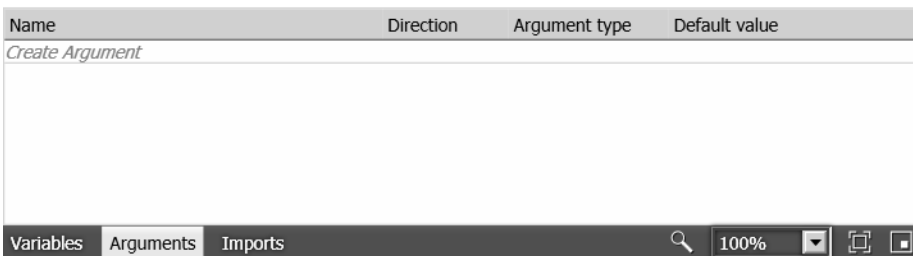 Name Direction Argument type Default value
Create Argument
Variables Arguments Imports 100%